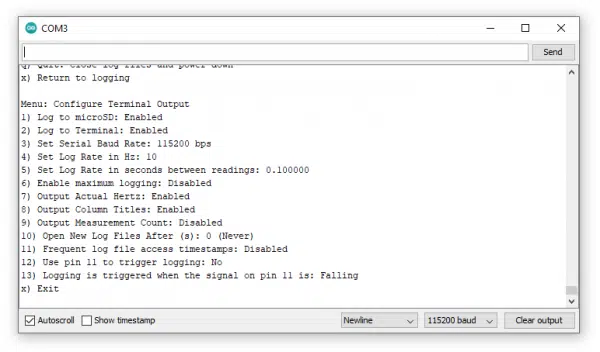 COM3
Send
q) Quit: Close log files and power down
x) Return to logging
Menu: Configure Terminal Output
1) Log to microSD: Enabled
2) Log to Terminal: Enabled
3) Set Serial Baud Rate: 115200 bps
4) Set Log Rate in Hz: 10
5) Set Log Rate in seconds between readings: 0.100000
6) Enable maximum logging: Disabled
7) Output Actual Hertz: Enabled
8) Output Column Titles: Enabled
9) Output Measurement Count: Disabled
10) Open New Log Files After (s): 0 (Never)
11) Frequent log file access timestamps: Disabled
12) Use pin 11 to trigger logging: No
13) Logging is triggered when the signal on pin 11 is: Falling
x) Exit
Autoscroll Show timestamp Newline 115200 baud Clear output